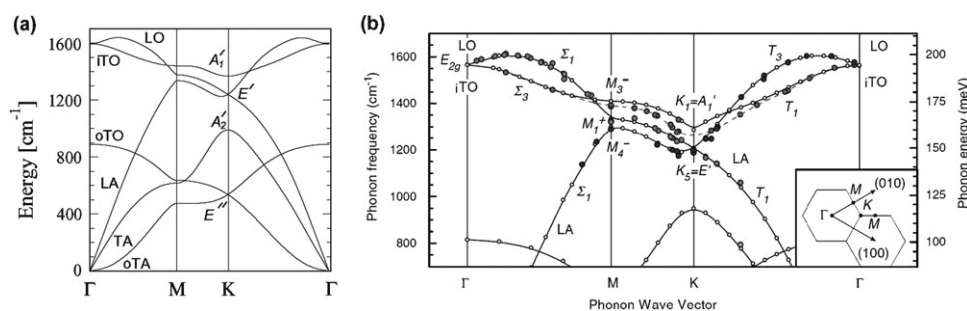 (a)
Energy [cm⁻¹]
1600
1200
800
400
0
LO
iTO
oTO
LA
TA
oTA
A₁′
E′
A₂′
E″
Γ M K Γ
(b)
Phonon frequency (cm⁻¹)
1600
1400
1200
1000
800
LO
E₂g
iTO
Σ₁
Σ₃
M₃⁻
M₁⁺
M₄⁻
Σ₁
LA
K₁=A₁′
K₅=E′
T₃
T₁
LA
T₁
LO
iTO
200
175
150
125
100
Phonon energy (meV)
M (010)
Γ K
M
(100)
Γ M K Γ
Phonon Wave Vector